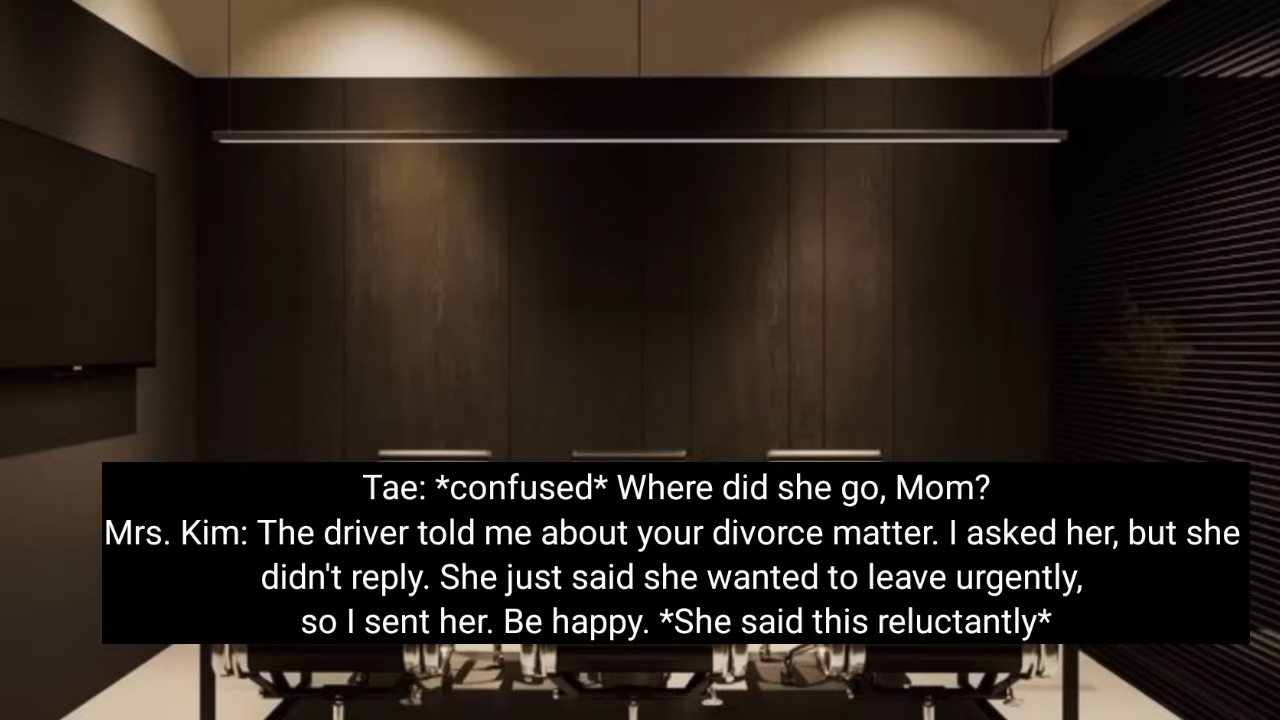 Tae: *confused* Where did she go, Mom?
Mrs. Kim: The driver told me about your divorce matter. I asked her, but she
didn't reply. She just said she wanted to leave urgently,
so I sent her. Be happy. *She said this reluctantly*